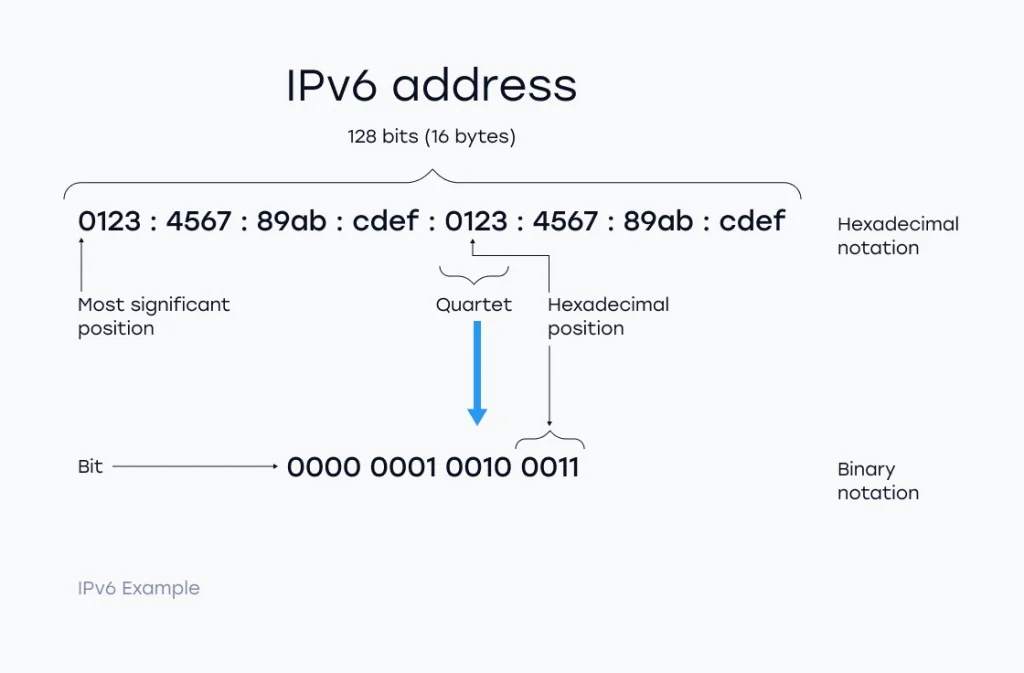 IPv6 address
128 bits (16 bytes)
0123 : 4567 : 89ab : cdef : 0123 : 4567 : 89ab : cdef
Hexadecimal
notation
Most significant
position
Quartet
Hexadecimal
position
Bit
0000 0001 0010 0011
Binary
notation
IPv6 Example